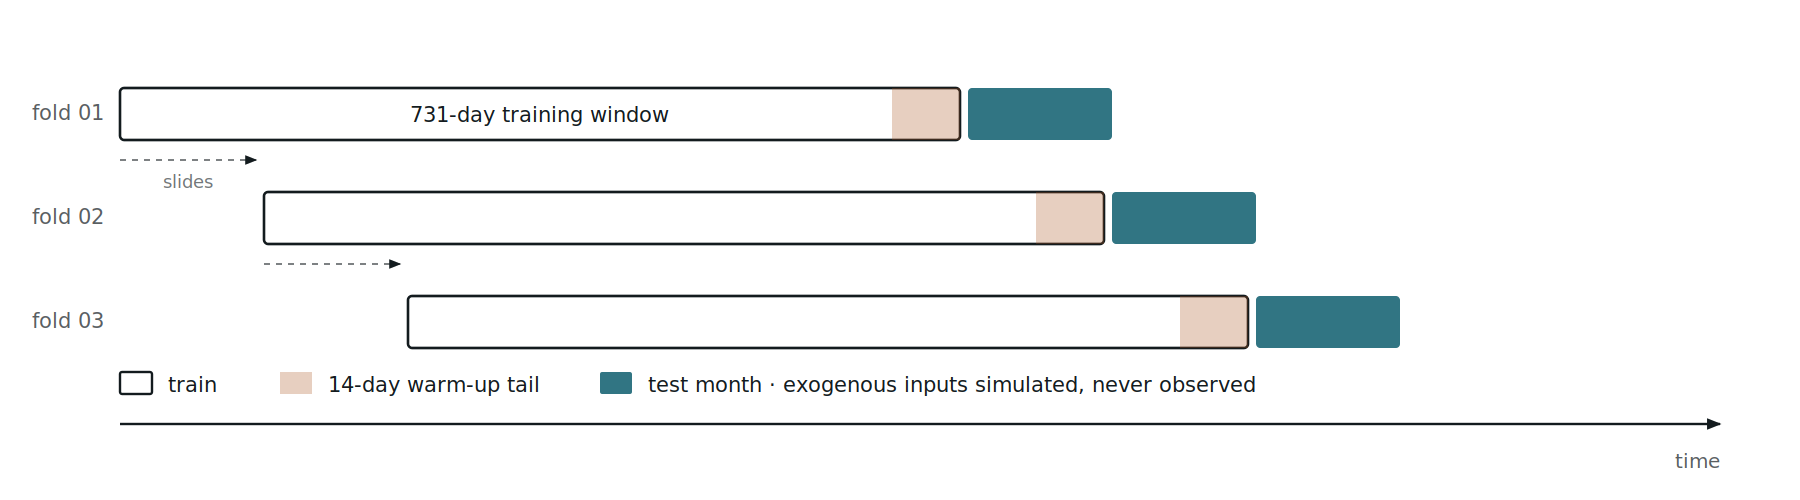 fold 01
731-day training window
slides
fold 02
fold 03
train
14-day warm-up tail
test month · exogenous inputs simulated, never observed
time